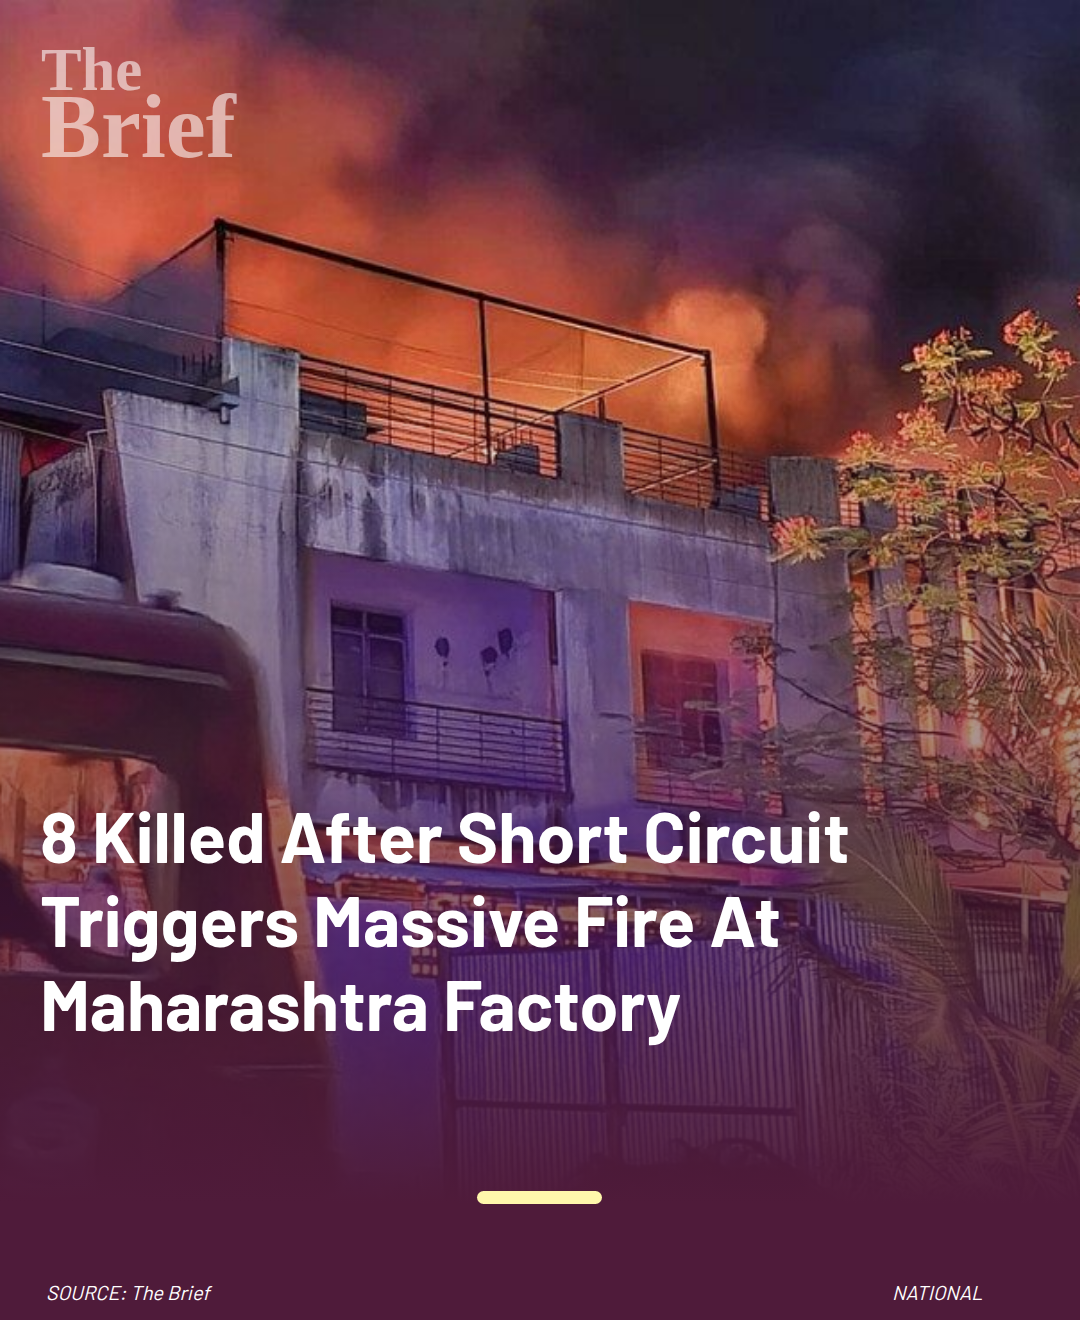 The
Brief
8 Killed After Short Circuit
Triggers Massive Fire At
Maharashtra Factory
SOURCE: The Brief
NATIONAL